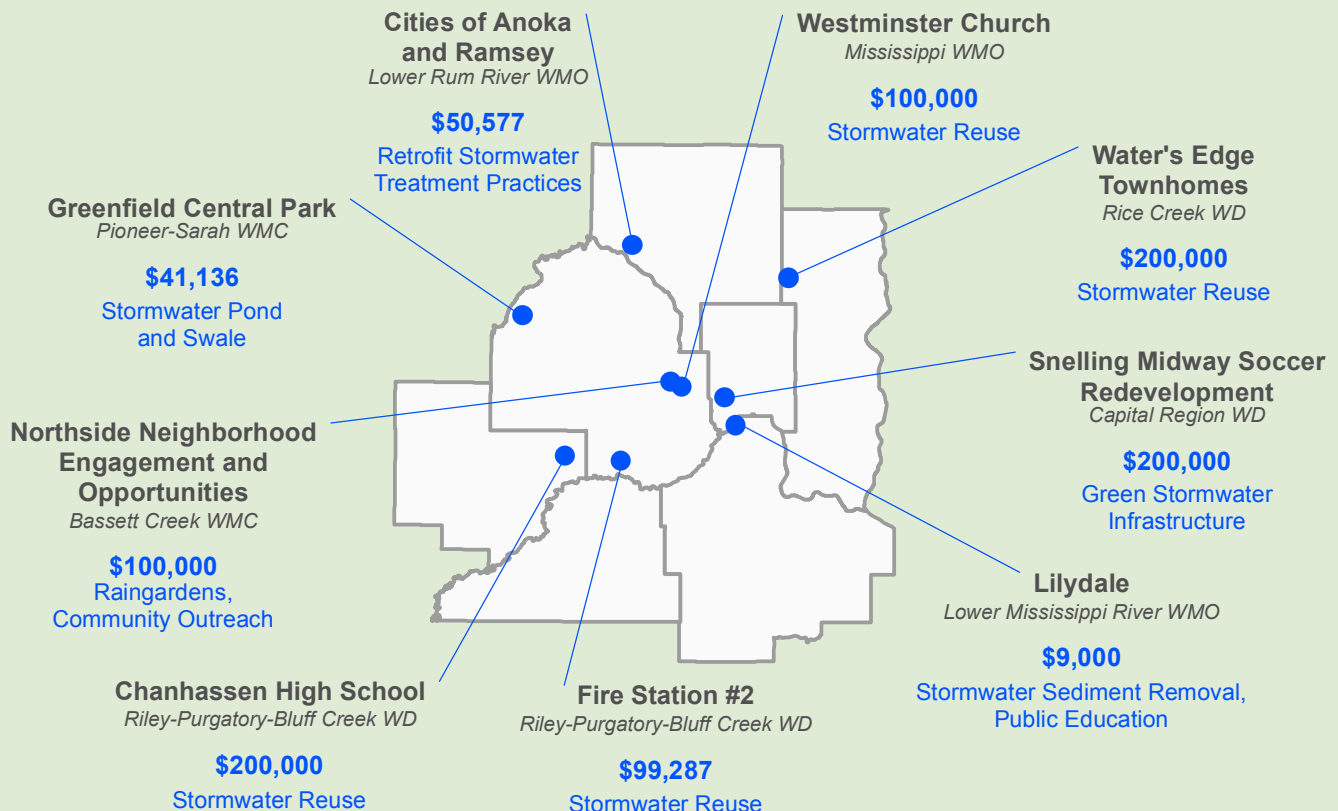 Cities of Anoka
and Ramsey
Lower Rum River WMO
$50,577
Retrofit Stormwater
Treatment Practices
Westminster Church
Mississippi WMO
$100,000
Stormwater Reuse
Water's Edge
Townhomes
Rice Creek WD
$200,000
Stormwater Reuse
Greenfield Central Park
Pioneer-Sarah WMC
$41,136
Stormwater Pond
and Swale
Snelling Midway Soccer
Redevelopment
Capital Region WD
$200,000
Green Stormwater
Infrastructure
Northside Neighborhood
Engagement and
Opportunities
Bassett Creek WMC
$100,000
Raingardens,
Community Outreach
Lilydale
Lower Mississippi River WMO
$9,000
Stormwater Sediment Removal,
Public Education
Chanhassen High School
Riley-Purgatory-Bluff Creek WD
$200,000
Stormwater Reuse
Fire Station #2
Riley-Purgatory-Bluff Creek WD
$99,287
Stormwater Reuse